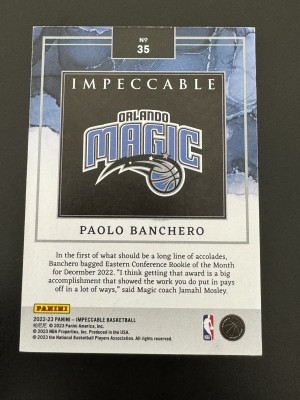 Nº
35
IMPECCABLE
ORLANDO
MAGIC
PAOLO BANCHERO
In the first of what should be a long line of accolades,
Banchero bagged Eastern Conference Rookie of the Month
for December 2022. "I think getting that award is a big
accomplishment that showed the work you do put in pays
off in a lot of ways," said Magic coach Jamahl Mosley.
PANINI
2022-23 PANINI – IMPECCABLE BASKETBALL
帕尼尼 © 2023 Panini America, Inc.
© 2023 NBA Properties, Inc. Produced in the USA.
© 2023 the National Basketball Players Association. All rights reserved.